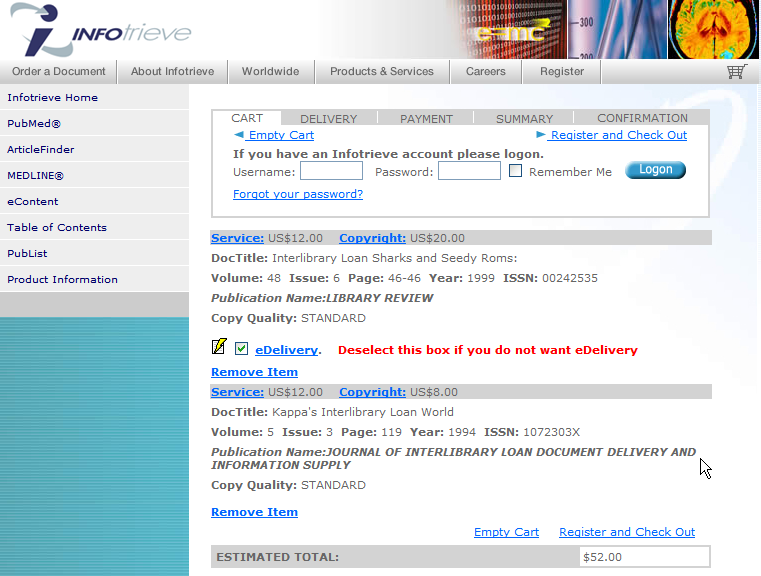 INFOtrieve
e=mc2
300
200
Order a Document About Infotrieve Worldwide Products & Services Careers Register
Infotrieve Home
PubMed®
ArticleFinder
MEDLINE®
eContent
Table of Contents
PubList
Product Information
CART DELIVERY PAYMENT SUMMARY CONFIRMATION
Empty Cart Register and Check Out
If you have an Infotrieve account please logon.
Username: Password: Remember Me Logon
Forgot your password?
Service: US$12.00 Copyright: US$20.00
DocTitle: Interlibrary Loan Sharks and Seedy Roms:
Volume: 48 Issue: 6 Page: 46-46 Year: 1999 ISSN: 00242535
Publication Name:LIBRARY REVIEW
Copy Quality: STANDARD
eDelivery. Deselect this box if you do not want eDelivery
Remove Item
Service: US$12.00 Copyright: US$8.00
DocTitle: Kappa's Interlibrary Loan World
Volume: 5 Issue: 3 Page: 119 Year: 1994 ISSN: 1072303X
Publication Name:JOURNAL OF INTERLIBRARY LOAN DOCUMENT DELIVERY AND
INFORMATION SUPPLY
Copy Quality: STANDARD
Remove Item
Empty Cart Register and Check Out
ESTIMATED TOTAL: $52.00